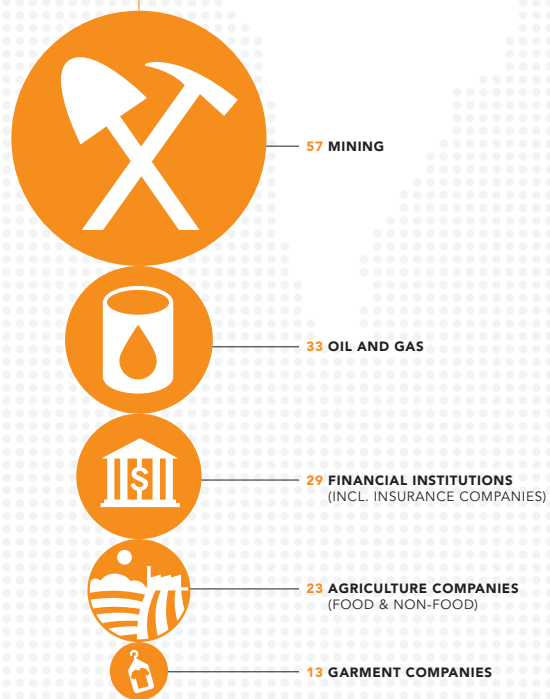 57 MINING
33 OIL AND GAS
$
29 FINANCIAL INSTITUTIONS
(INCL. INSURANCE COMPANIES)
23 AGRICULTURE COMPANIES
(FOOD & NON-FOOD)
13 GARMENT COMPANIES